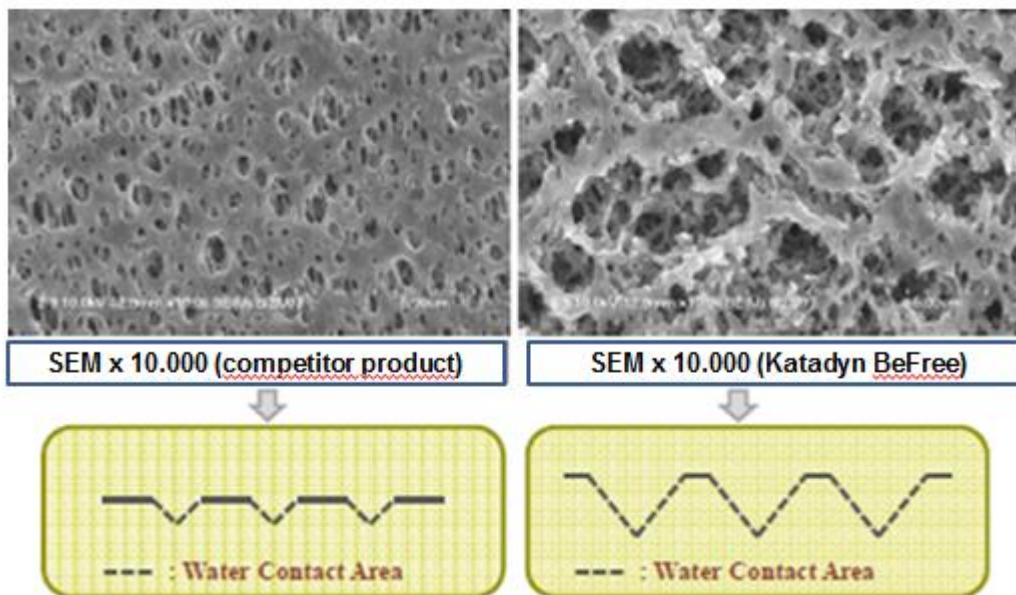 SEM x 10.000 (competitor product)
SEM x 10.000 (Katadyn BeFree)
: Water Contact Area
: Water Contact Area